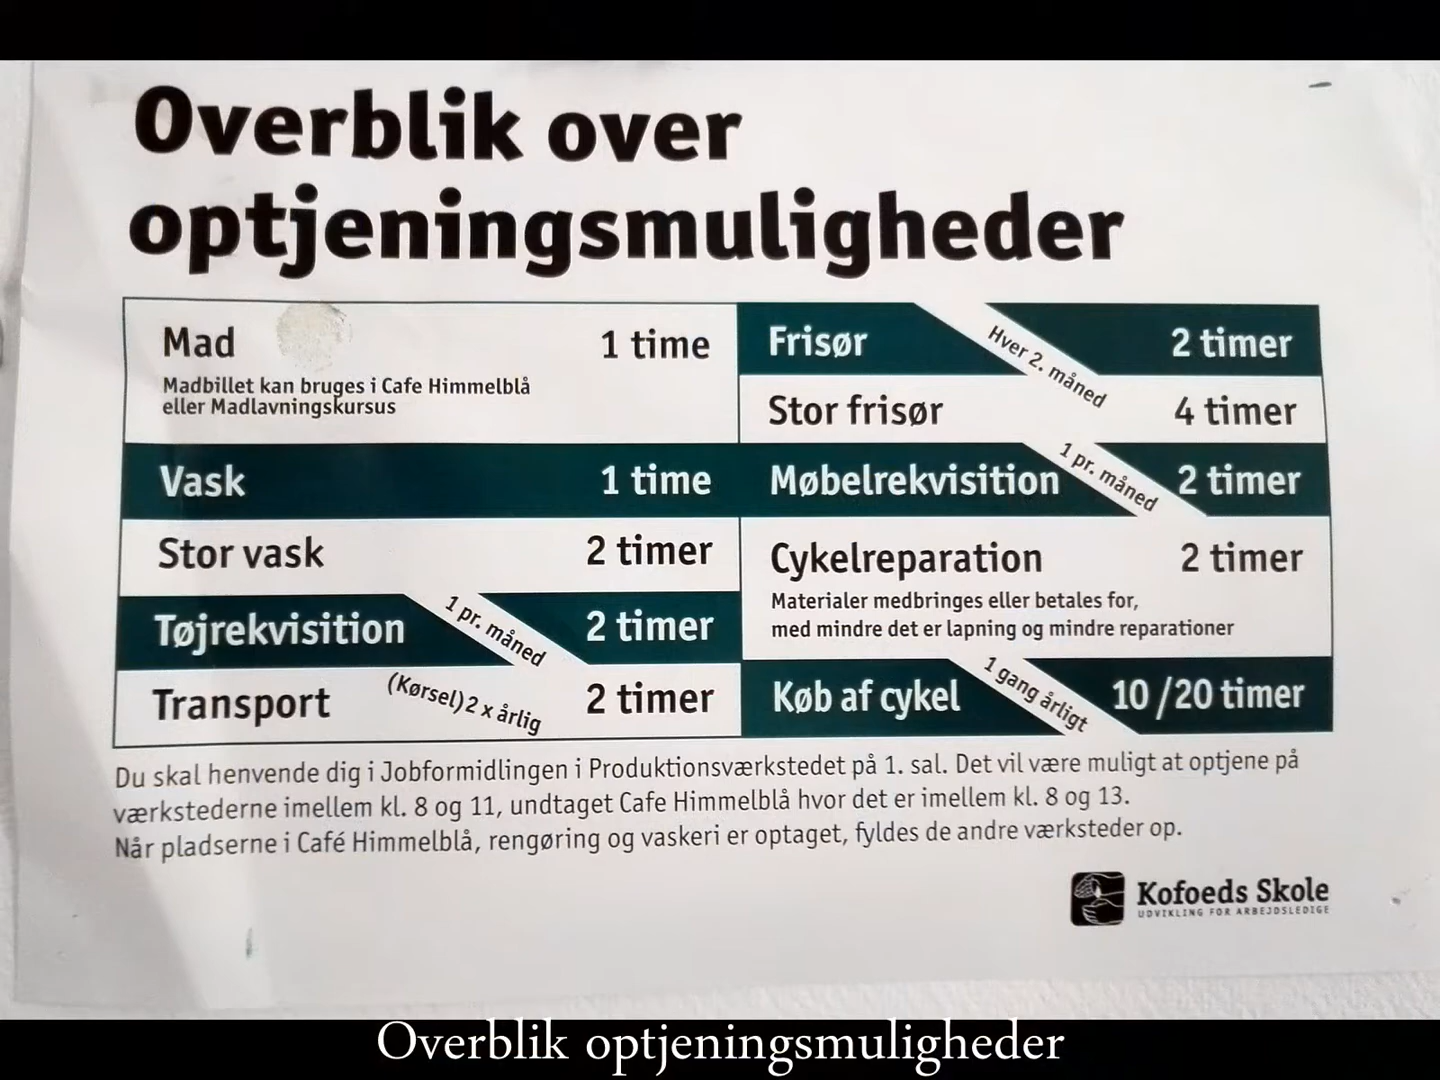 Overblik over
optjeningsmuligheder
Mad 1 time
Madbillet kan bruges i Cafe Himmelblå
eller Madlavningskursus
Vask 1 time
Stor vask 2 timer
Tøjrekvisition 1 pr. måned 2 timer
Transport (Kørsel) 2 x årlig 2 timer
Frisør Hver 2. måned 2 timer
Stor frisør 4 timer
Møbelrekvisition 1 pr. måned 2 timer
Cykelreparation 2 timer
Materialer medbringes eller betales for,
med mindre det er lapning og mindre reparationer
Køb af cykel 1 gang årligt 10/20 timer
Du skal henvende dig i Jobformidlingen i Produktionsværkstedet på 1. sal. Det vil være muligt at optjene på
værkstederne imellem kl. 8 og 11, undtaget Cafe Himmelblå hvor det er imellem kl. 8 og 13.
Når pladserne i Café Himmelblå, rengøring og vaskeri er optaget, fyldes de andre værksteder op.
Kofoeds Skole
UDVIKLING FOR ARBEJDSLEDIGE
Overblik optjeningsmuligheder